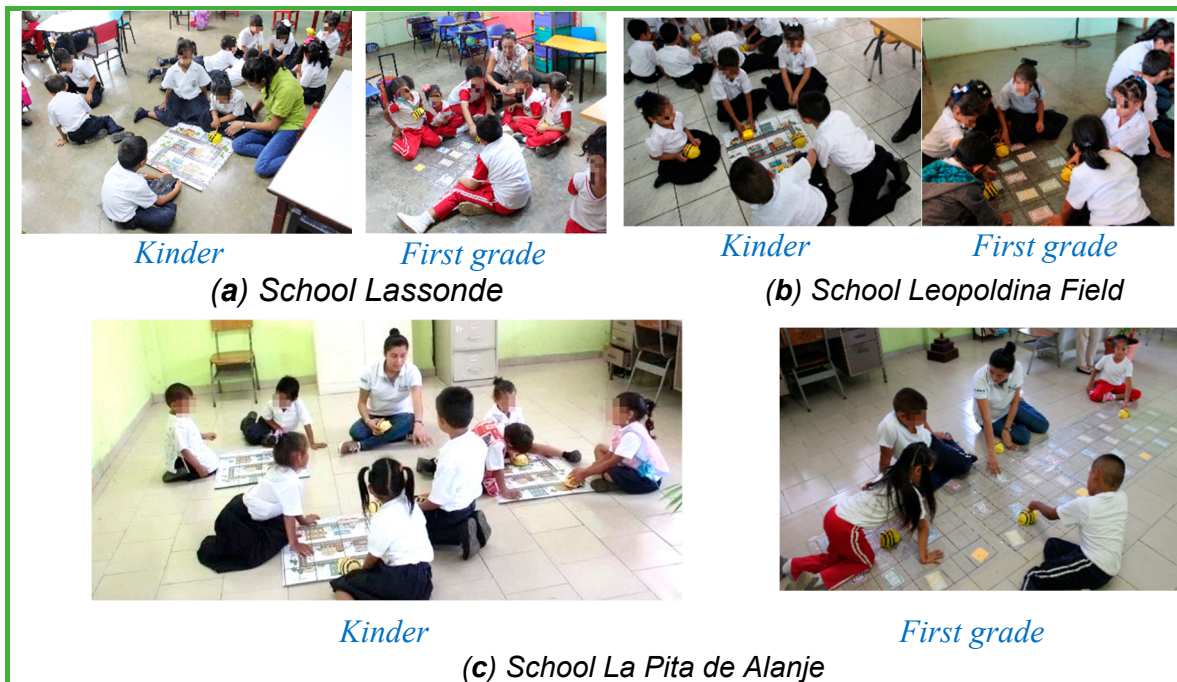 Kinder
First grade
(a) School Lassonde
Kinder
First grade
(b) School Leopoldina Field
Kinder
First grade
(c) School La Pita de Alanje